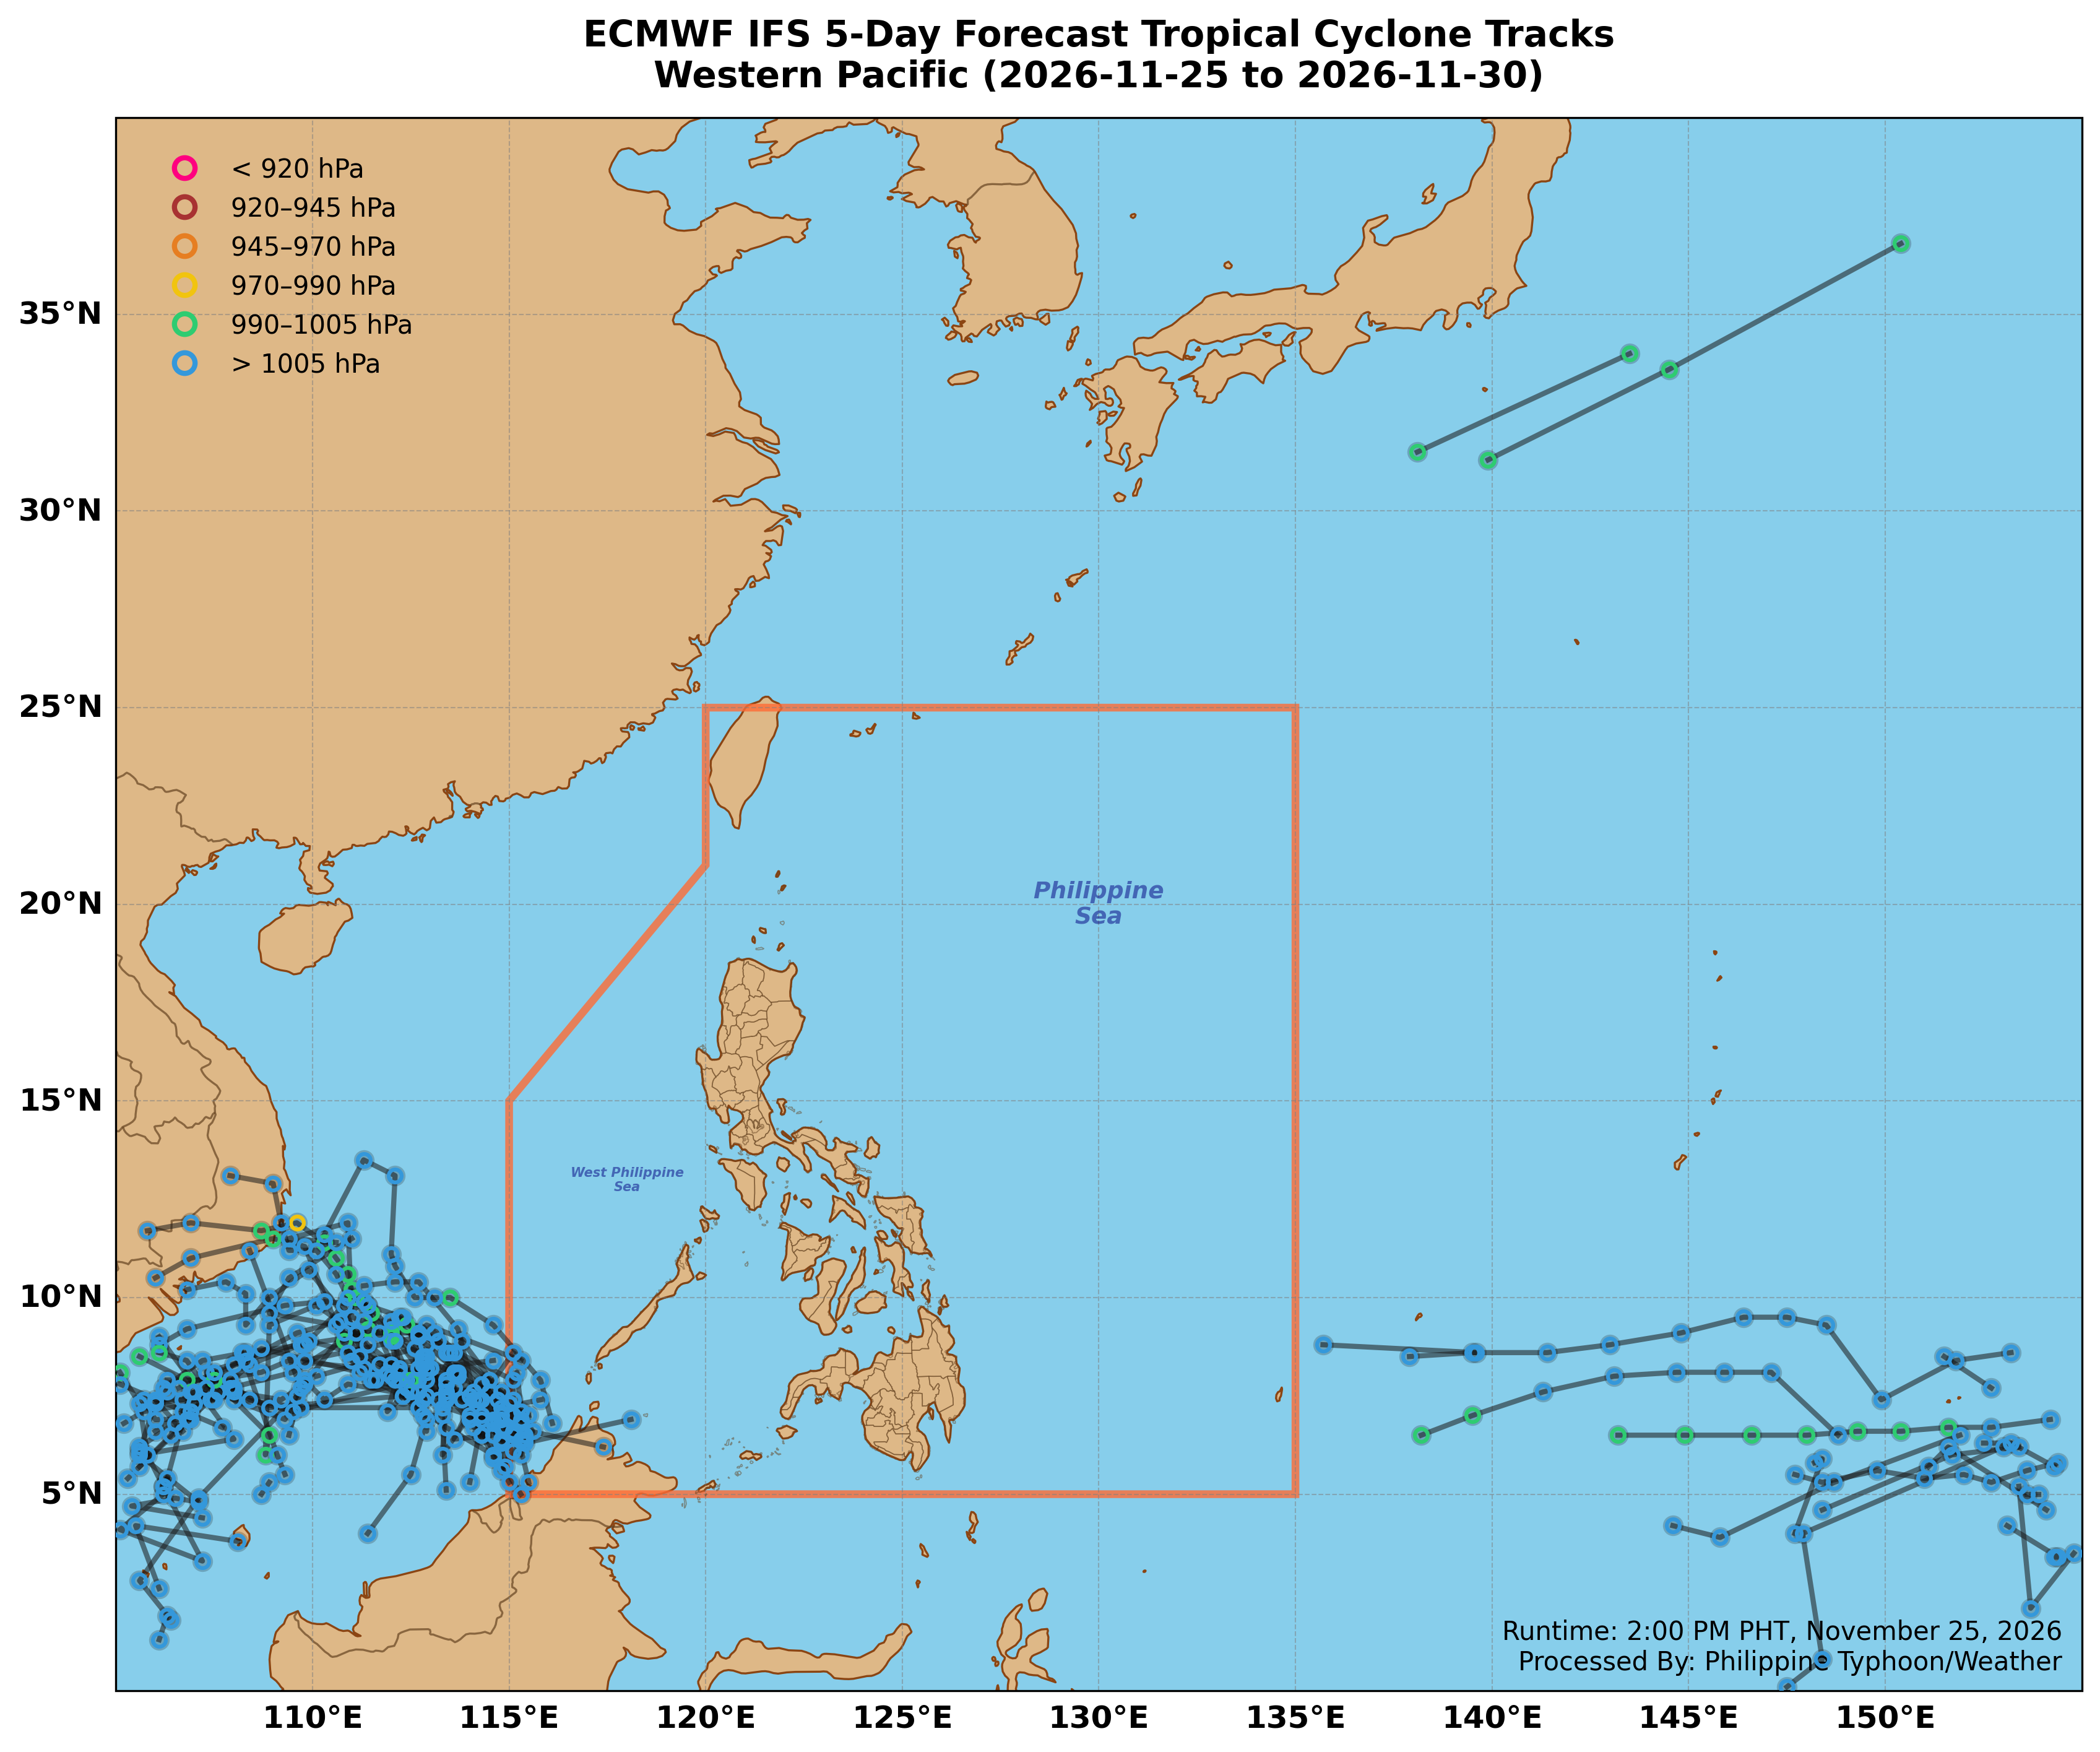 ECMWF IFS 5-Day Forecast Tropical Cyclone Tracks
Western Pacific (2026-11-25 to 2026-11-30)
< 920 hPa
920–945 hPa
945–970 hPa
970–990 hPa
990–1005 hPa
> 1005 hPa
35°N
30°N
25°N
20°N
15°N
10°N
5°N
Philippine
Sea
West Philippine
Sea
Runtime: 2:00 PM PHT, November 25, 2026
Processed By: Philippine Typhoon/Weather
110°E
115°E
120°E
125°E
130°E
135°E
140°E
145°E
150°E